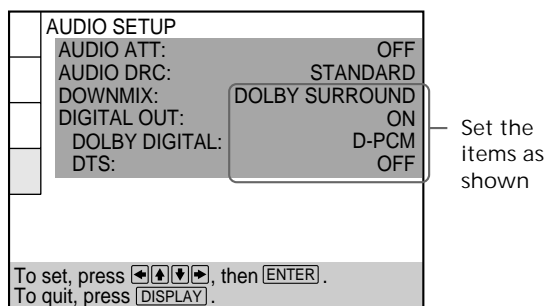 AUDIO SETUP
AUDIO ATT: OFF
AUDIO DRC: STANDARD
DOWNMIX: DOLBY SURROUND
DIGITAL OUT: ON
DOLBY DIGITAL: D-PCM
DTS: OFF
Set the
items as
shown
To set, press ←↑↓→, then ENTER.
To quit, press DISPLAY.